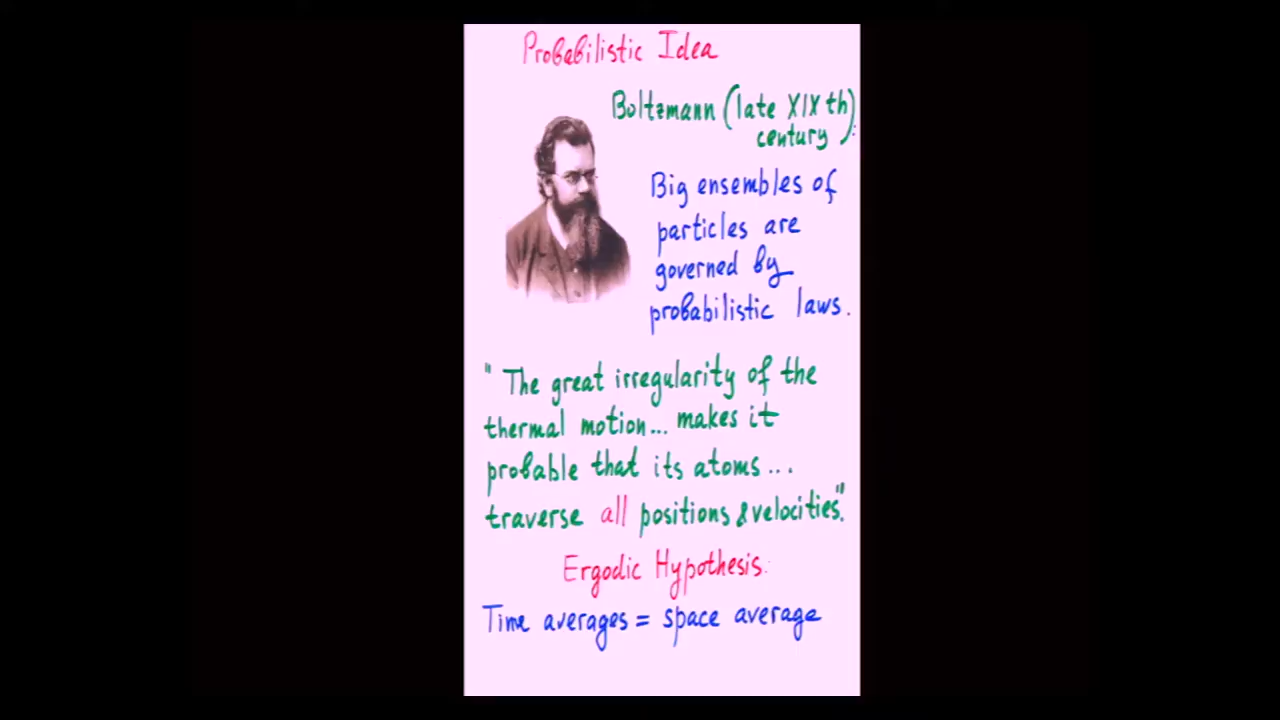 Probabilistic Idea
Boltzmann (late XIX th
century):
Big ensembles of
particles are
governed by
probabilistic laws.
"The great irregularity of the
thermal motion... makes it
probable that its atoms...
traverse all positions & velocities".
Ergodic Hypothesis:
Time averages = space average